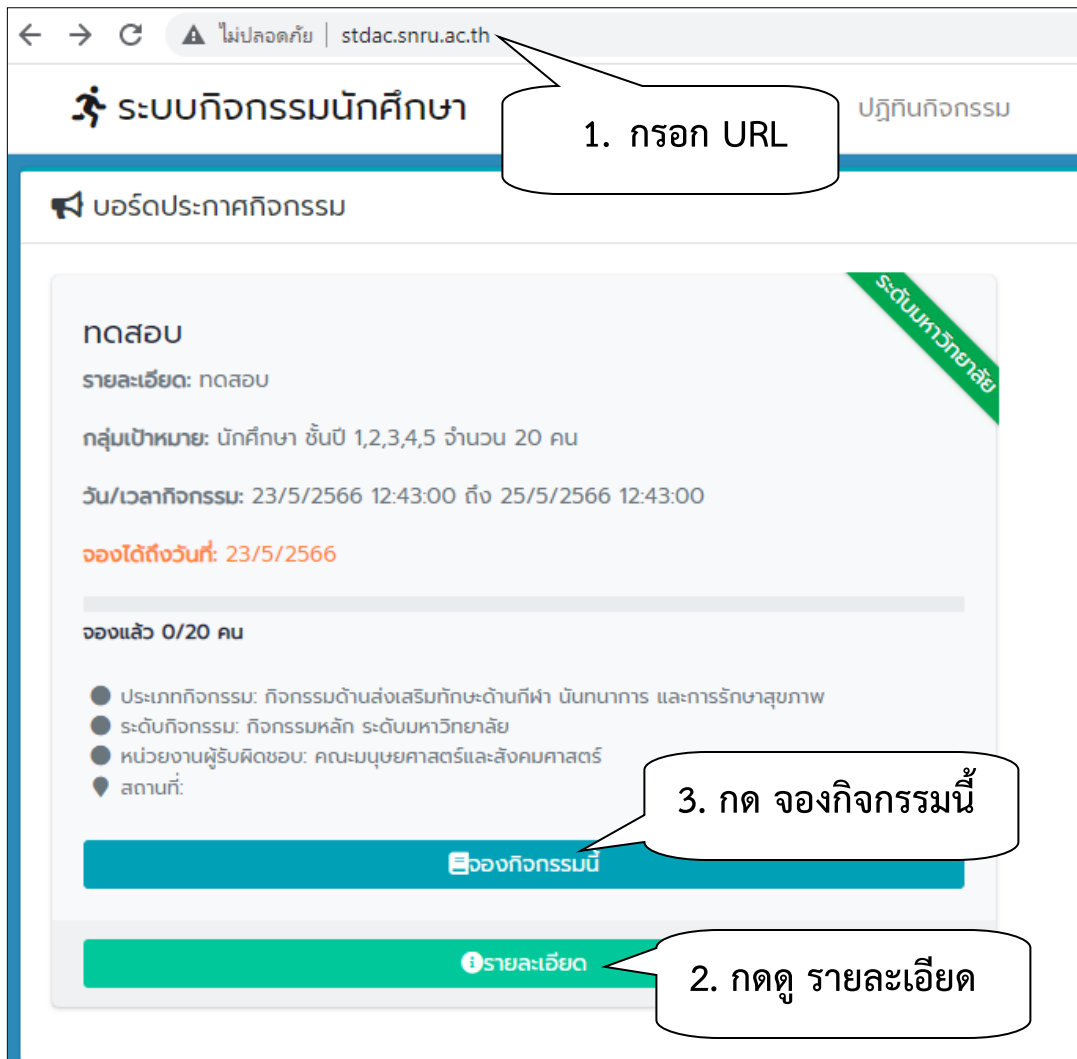 ไม่ปลอดภัย | stdac.snru.ac.th
ระบบกิจกรรมนักศึกษา
1. กรอก URL
ปฏิทินกิจกรรม
บอร์ดประกาศกิจกรรม
ระดับมหาวิทยาลัย
ทดสอบ
รายละเอียด: ทดสอบ
กลุ่มเป้าหมาย: นักศึกษา ชั้นปี 1,2,3,4,5 จำนวน 20 คน
วัน/เวลากิจกรรม: 23/5/2566 12:43:00 ถึง 25/5/2566 12:43:00
จองได้ถึงวันที่: 23/5/2566
จองแล้ว 0/20 คน
ประเภทกิจกรรม: กิจกรรมด้านส่งเสริมทักษะด้านกีฬา นันทนาการ และการรักษาสุขภาพ
ระดับกิจกรรม: กิจกรรมหลัก ระดับมหาวิทยาลัย
หน่วยงานผู้รับผิดชอบ: คณะมนุษยศาสตร์และสังคมศาสตร์
สถานที่:
3. กด จองกิจกรรมนี้
จองกิจกรรมนี้
รายละเอียด
2. กดดู รายละเอียด